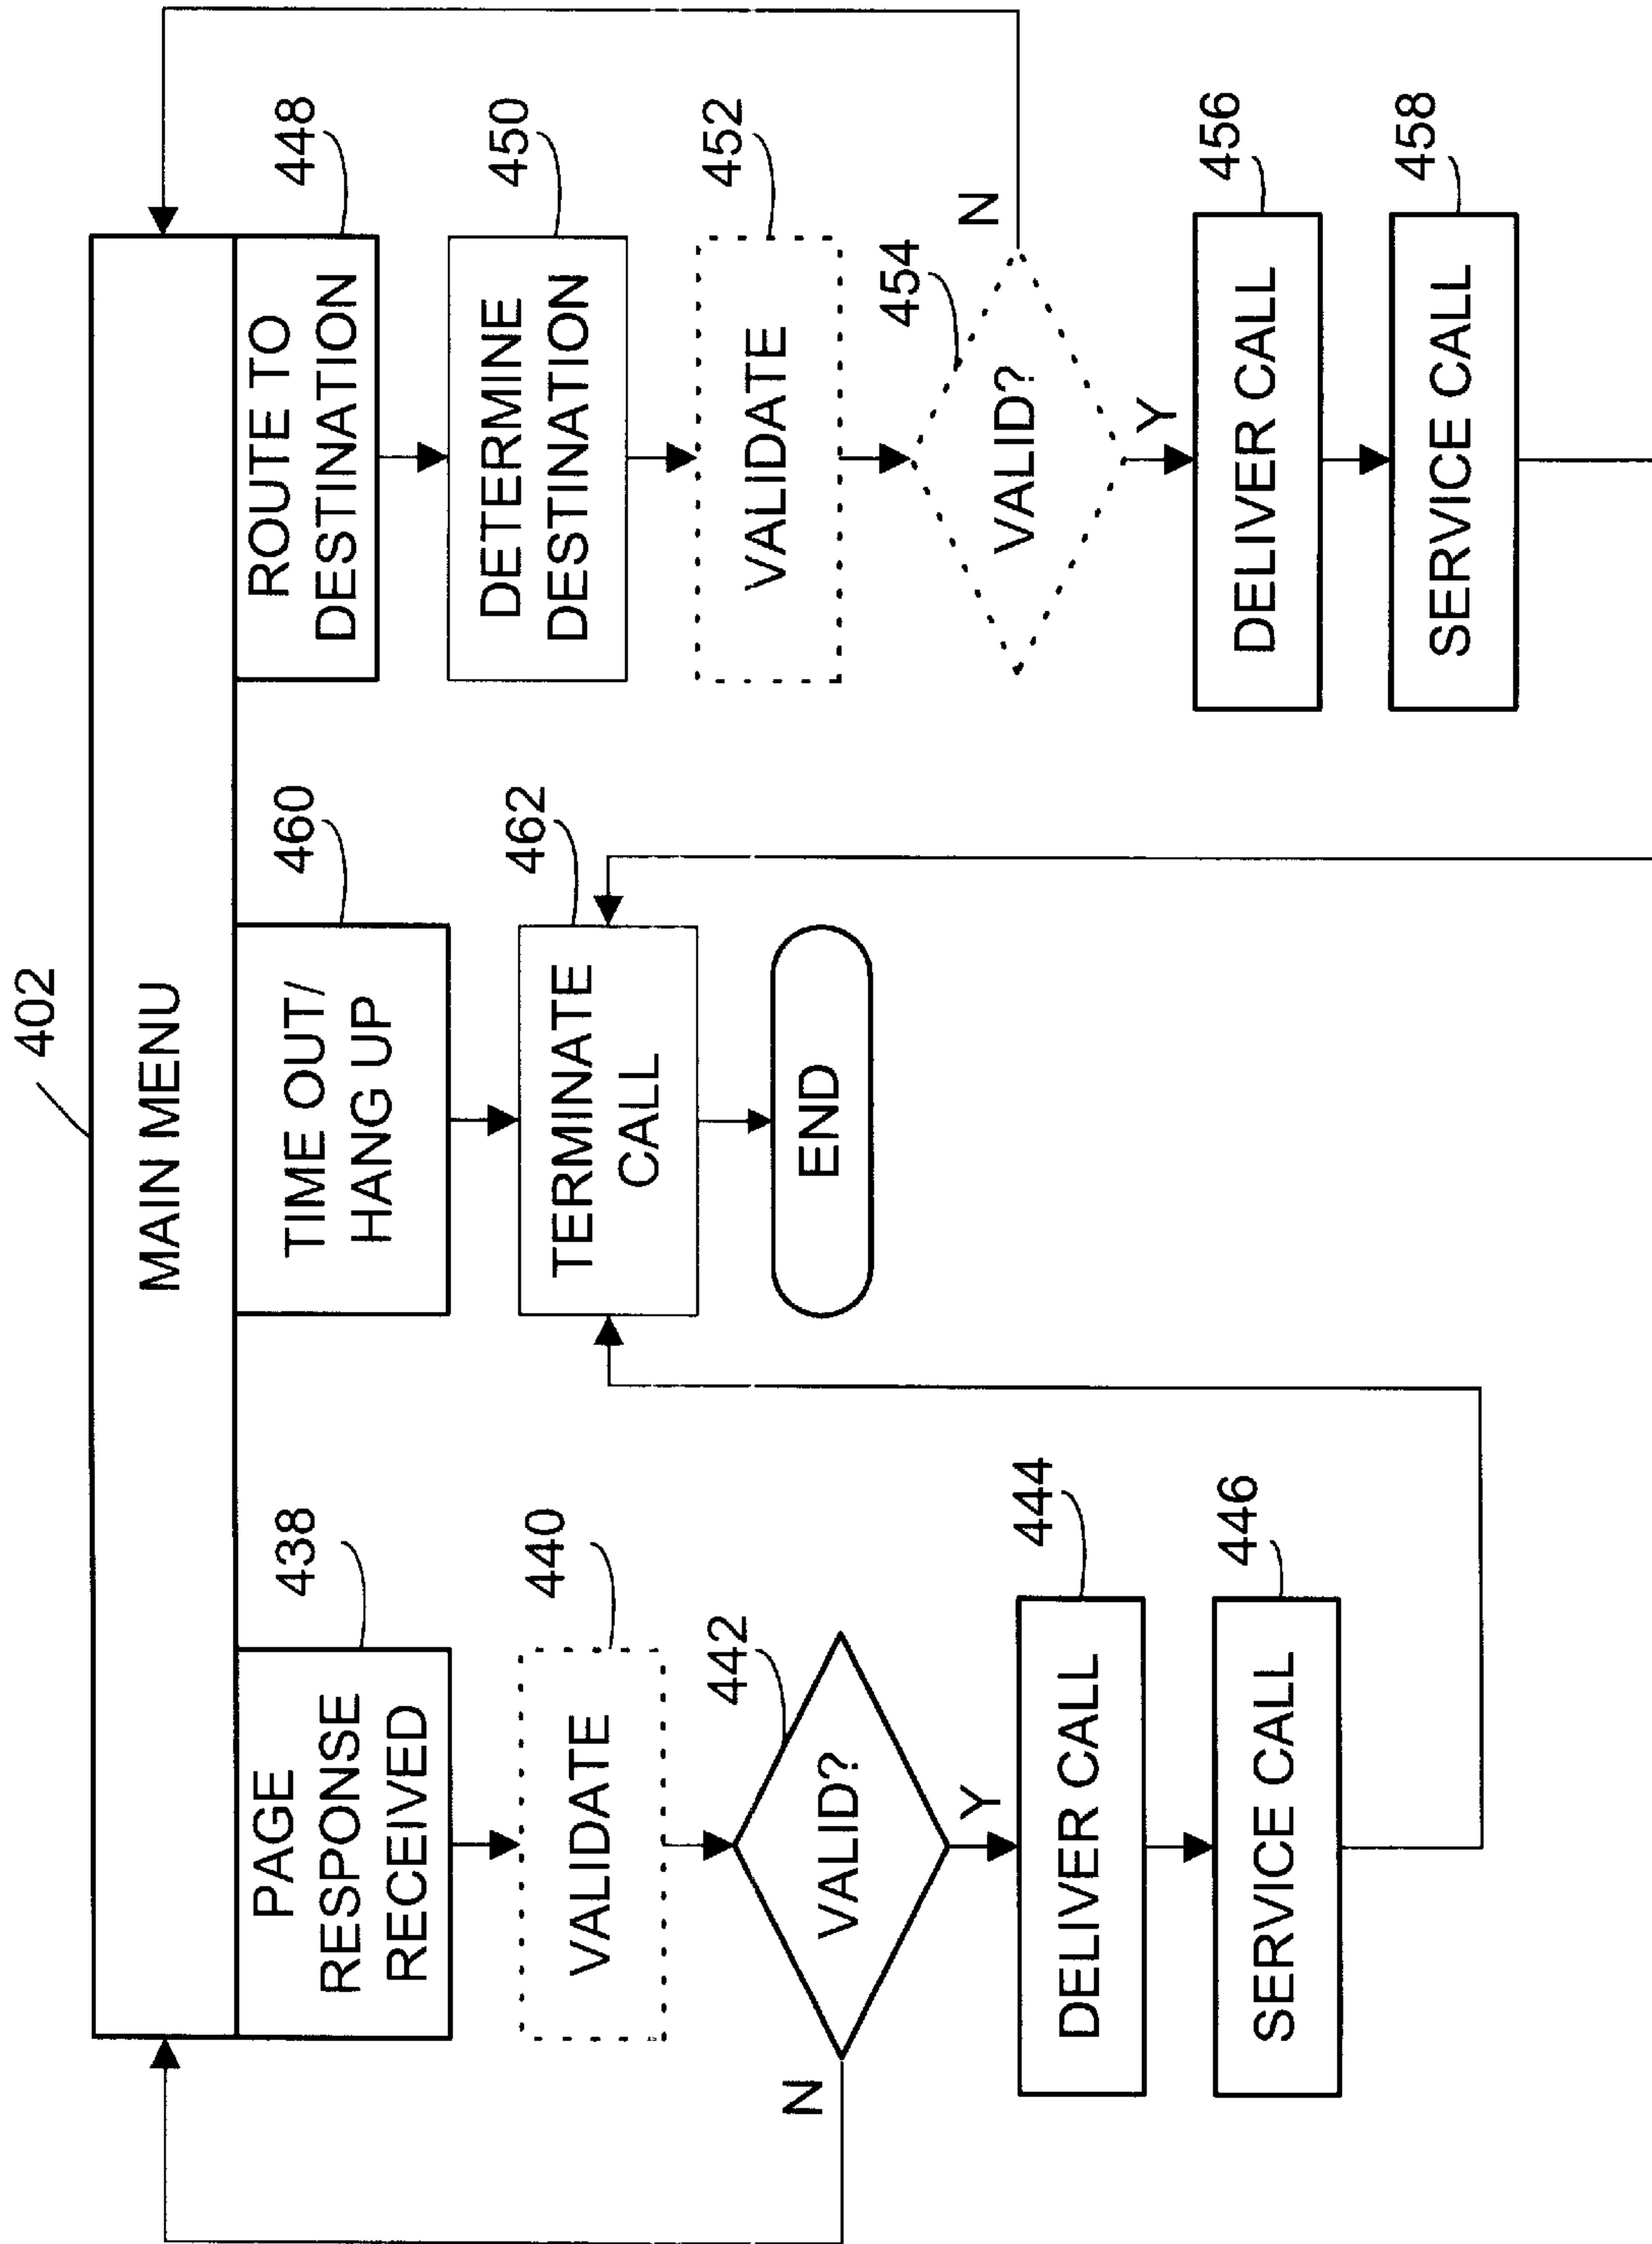 402
MAIN MENU
PAGE
RESPONSE
RECEIVED
438
VALIDATE
440
VALID?
442
N
Y
DELIVER CALL
444
SERVICE CALL
446
TIME OUT/
HANG UP
460
TERMINATE
CALL
462
END
ROUTE TO
DESTINATION
448
DETERMINE
DESTINATION
450
VALIDATE
452
VALID?
454
N
Y
DELIVER CALL
456
SERVICE CALL
458